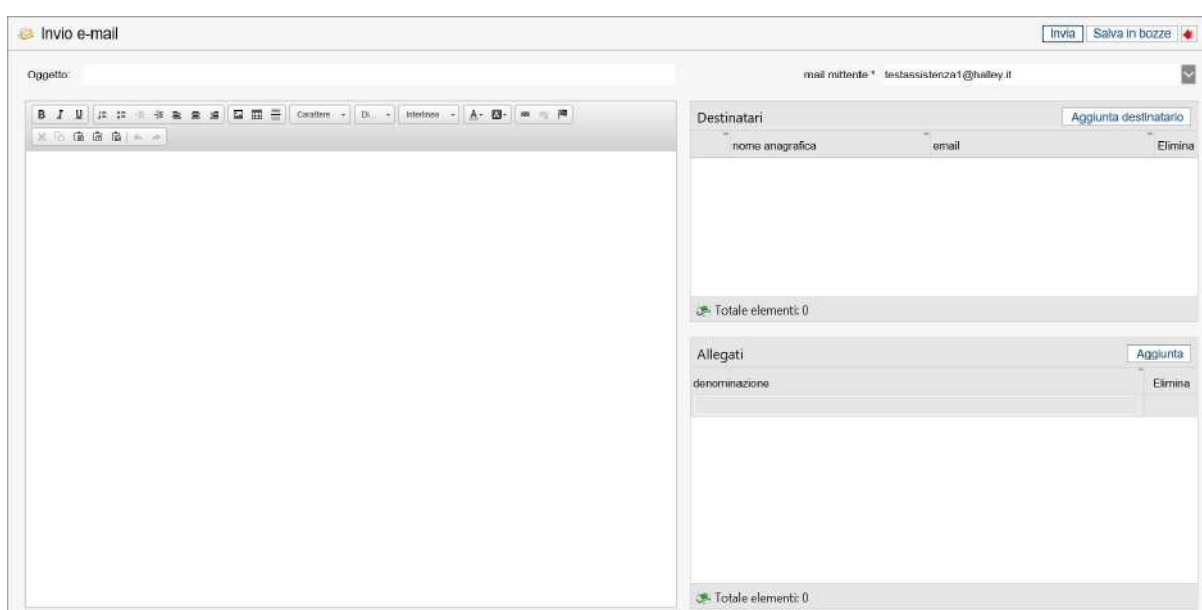 Invio e-mail
Invia Salva in bozze
Oggetto:
mail mittente * testassistenza1@halley.it
B I U Carattere Di... Interlinea A A
Destinatari Aggiunta destinatario
nome anagrafica email Elimina
Totale elementi: 0
Allegati Aggiunta
denominazione Elimina
Totale elementi: 0